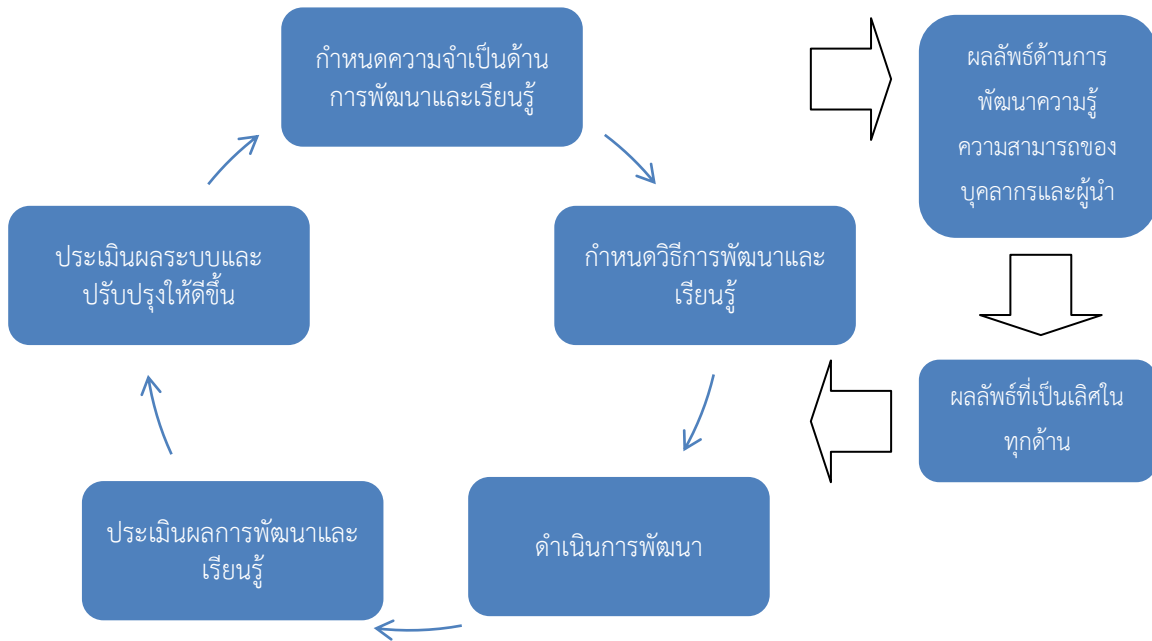 กำหนดความจำเป็นด้าน
การพัฒนาและเรียนรู้
กำหนดวิธีการพัฒนาและ
เรียนรู้
ดำเนินการพัฒนา
ประเมินผลการพัฒนาและ
เรียนรู้
ประเมินผลระบบและ
ปรับปรุงให้ดีขึ้น
ผลลัพธ์ด้านการ
พัฒนาความรู้
ความสามารถของ
บุคลากรและผู้นำ
ผลลัพธ์ที่เป็นเลิศใน
ทุกด้าน